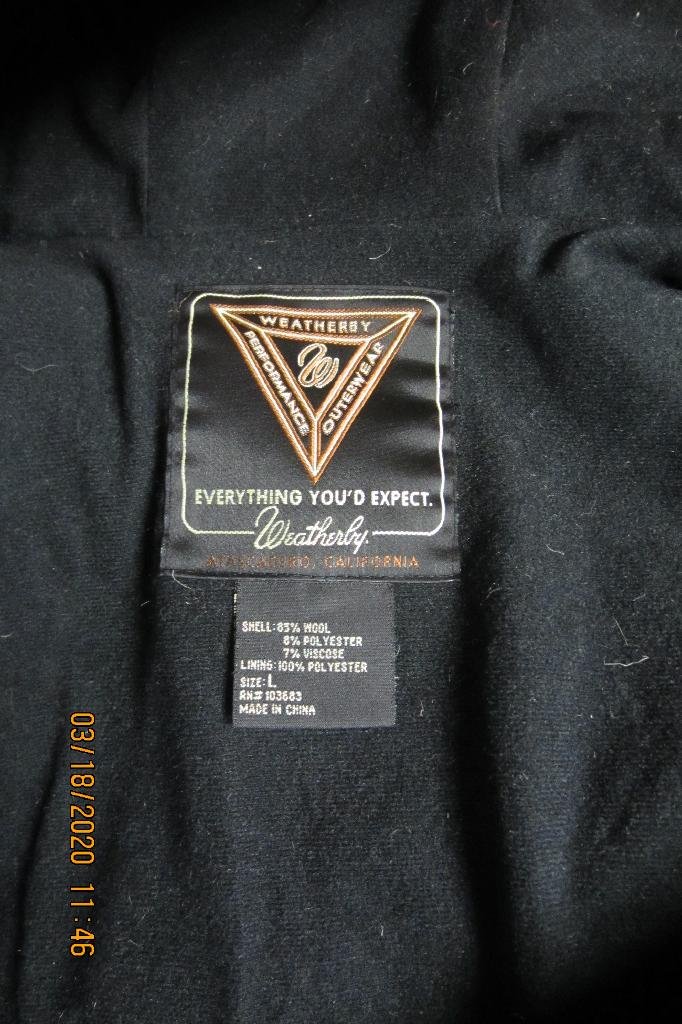 WEATHERBY
PERFORMANCE
OUTERWEAR
W
EVERYTHING YOU'D EXPECT.
Weatherby.
ATASCADERO, CALIFORNIA
SHELL: 85% WOOL
8% POLYESTER
7% VISCOSE
LINING: 100% POLYESTER
SIZE: L
RN# 103683
MADE IN CHINA
03/18/2020 11:46